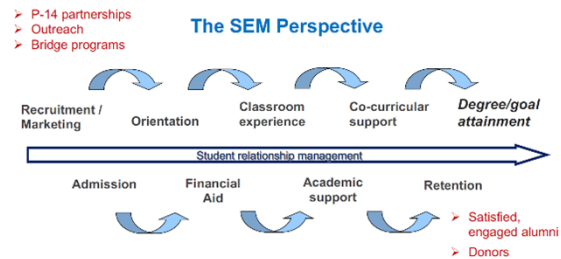 P-14 partnerships
Outreach
Bridge programs
The SEM Perspective
Recruitment /
Marketing
Orientation
Classroom
experience
Co-curricular
support
Degree/goal
attainment
Student relationship management
Admission
Financial
Aid
Academic
support
Retention
Satisfied,
engaged alumni
Donors